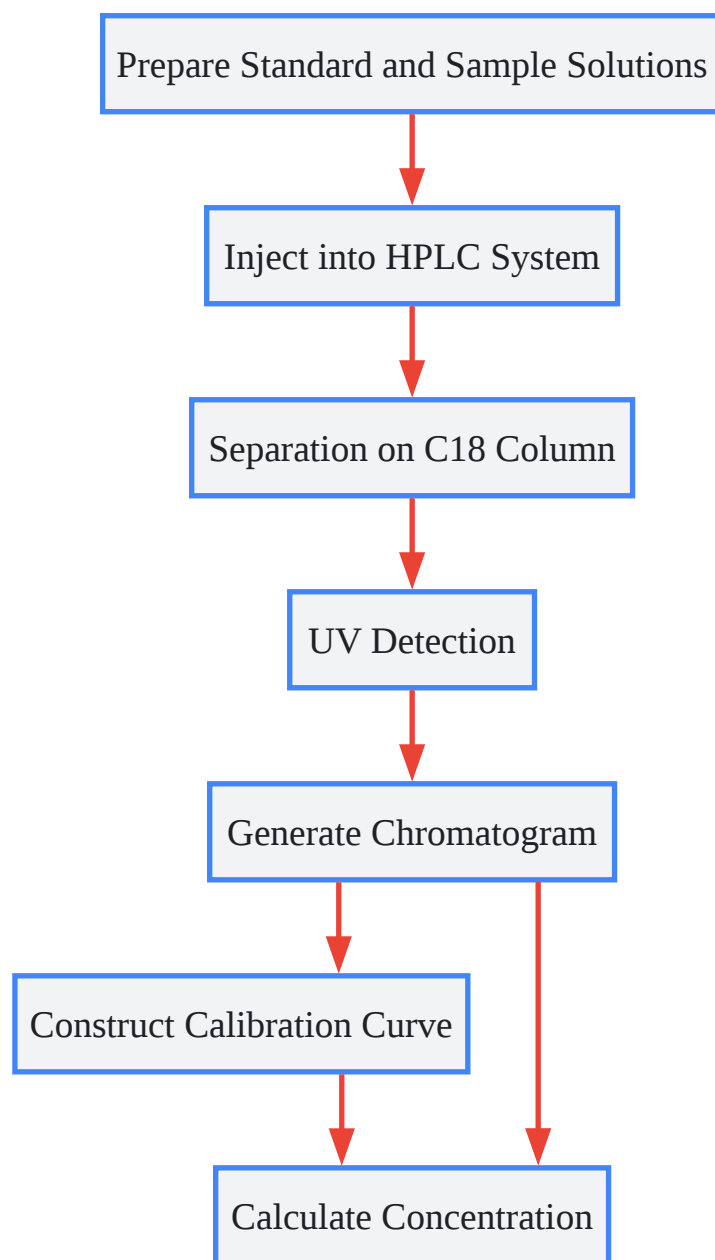 Prepare Standard and Sample Solutions
Inject into HPLC System
Separation on C18 Column
UV Detection
Generate Chromatogram
Construct Calibration Curve
Calculate Concentration